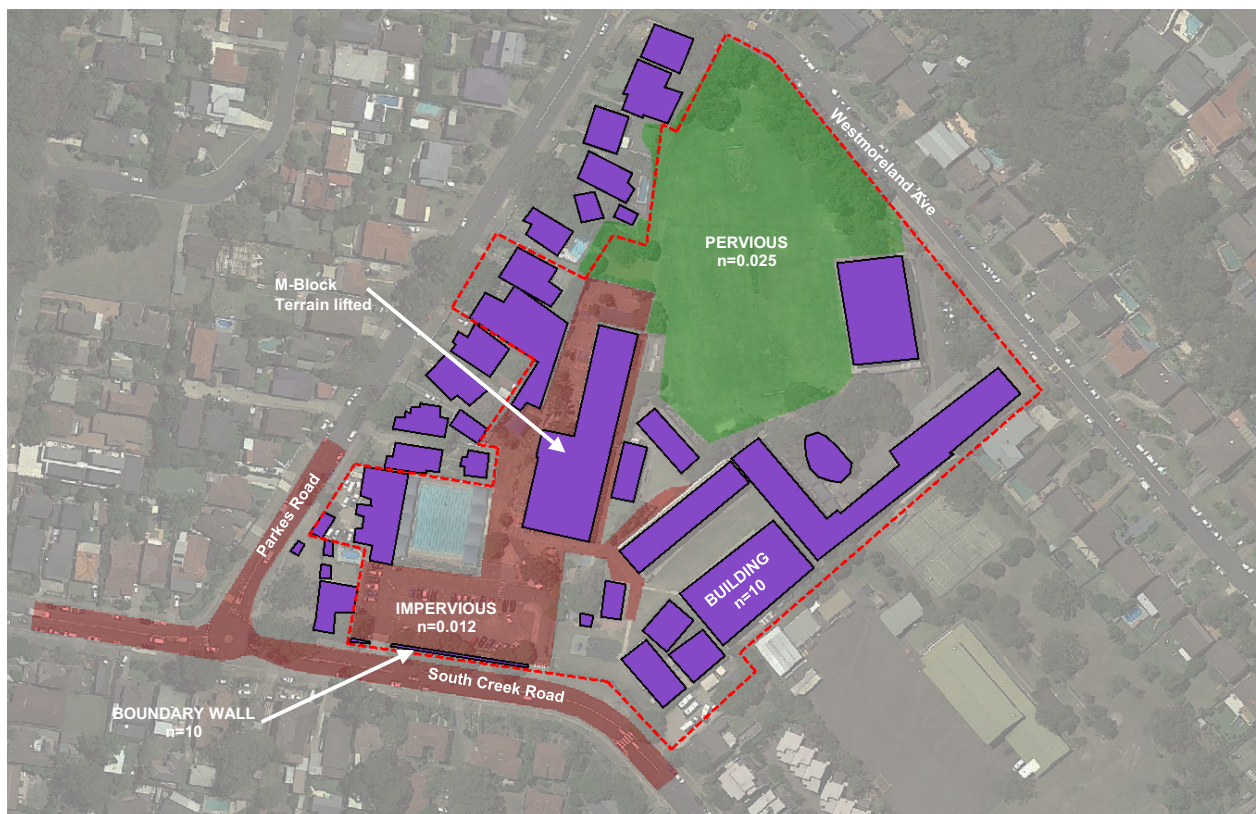 Westmoreland Ave
PERVIOUS
n=0.025
M-Block
Terrain lifted
Parkes Road
BUILDING
n=10
IMPERVIOUS
n=0.012
South Creek Road
BOUNDARY WALL
n=10